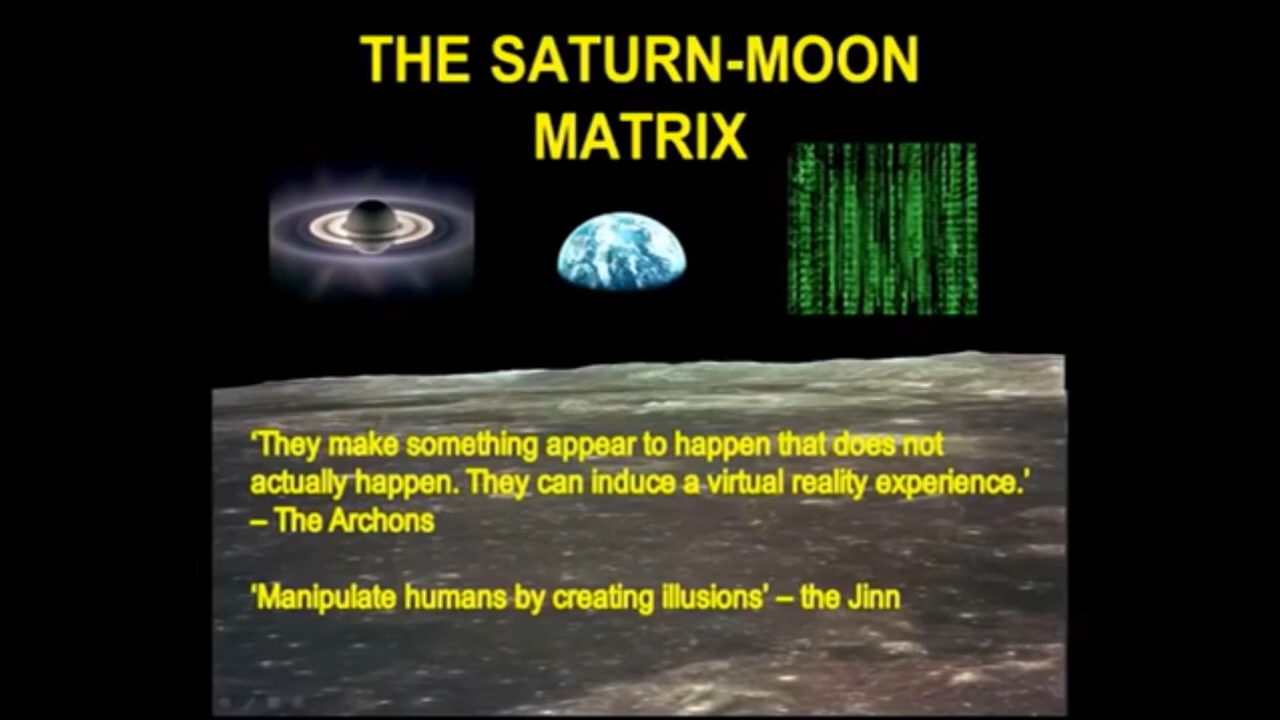 THE SATURN-MOON
MATRIX
‘They make something appear to happen that does not
actually happen. They can induce a virtual reality experience.’
– The Archons
‘Manipulate humans by creating illusions’ – the Jinn